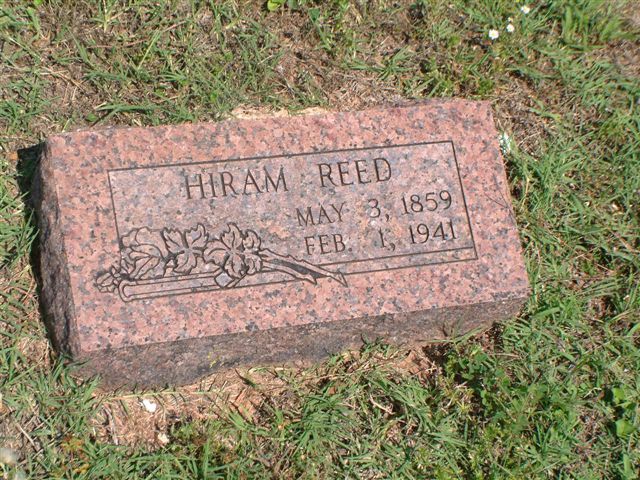 HIRAM REED
MAY 3, 1859
FEB. 1, 1941